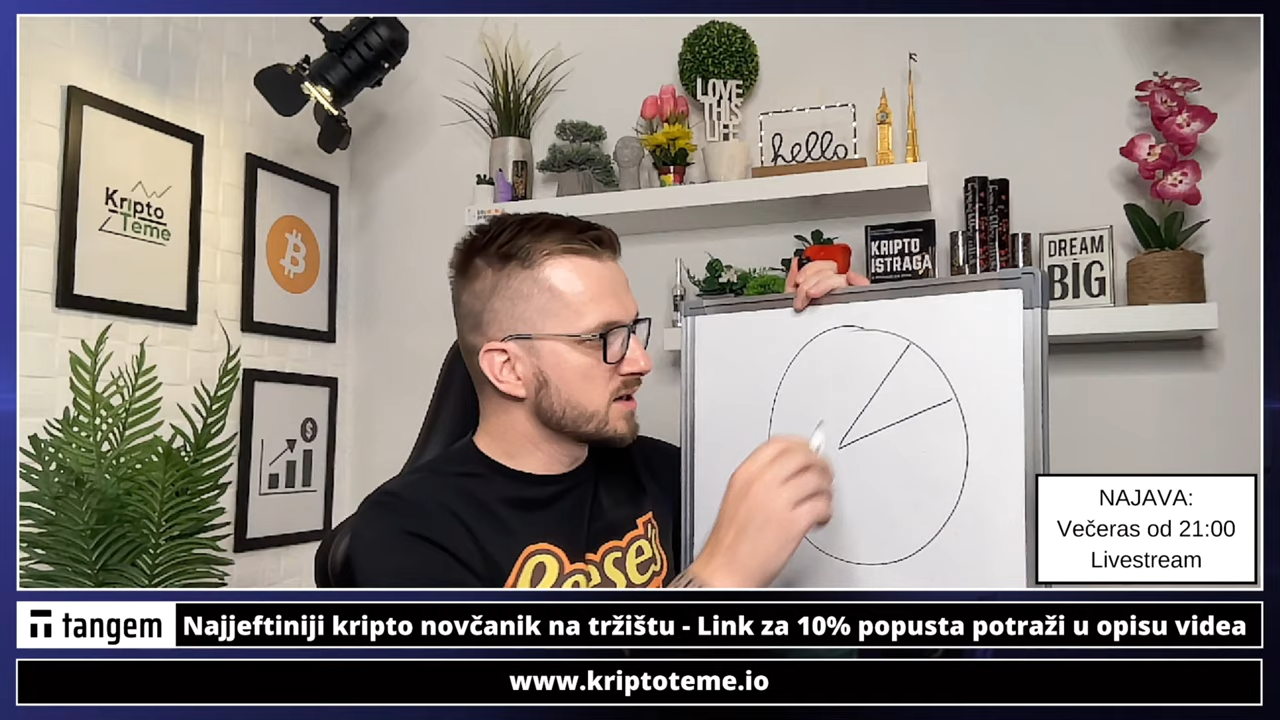 Kripto
Teme
LOVE
THIS
LIFE
hello
KRIPTO
ISTRAGA
DREAM
BIG
Reese's
NAJAVA:
Večeras od 21:00
Livestream
tangem
Najjeftiniji kripto novčanik na tržištu - Link za 10% popusta potraži u opisu videa
www.kriptoteme.io